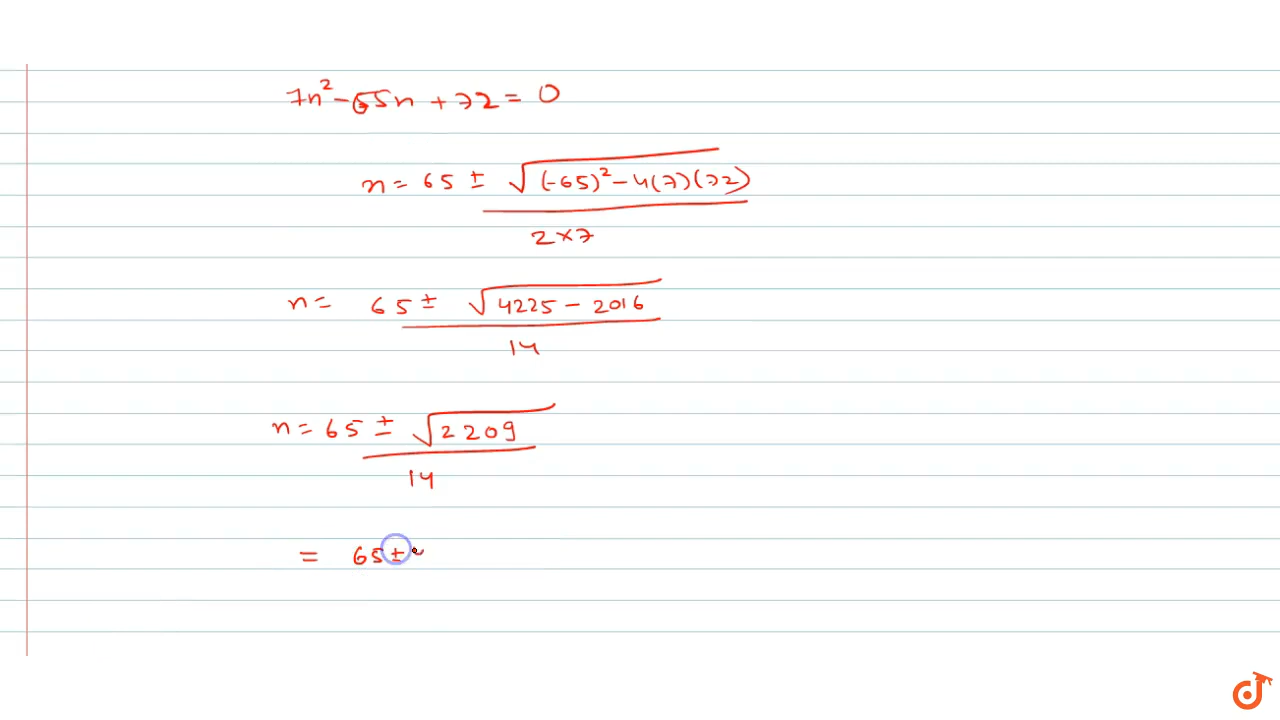 7n² - 65n + 72 = 0
n = 65 ± √(-65)² - 4(7)(72)
2×7
n = 65 ± √4225 - 2016
14
n = 65 ± √2209
14
= 65 ±